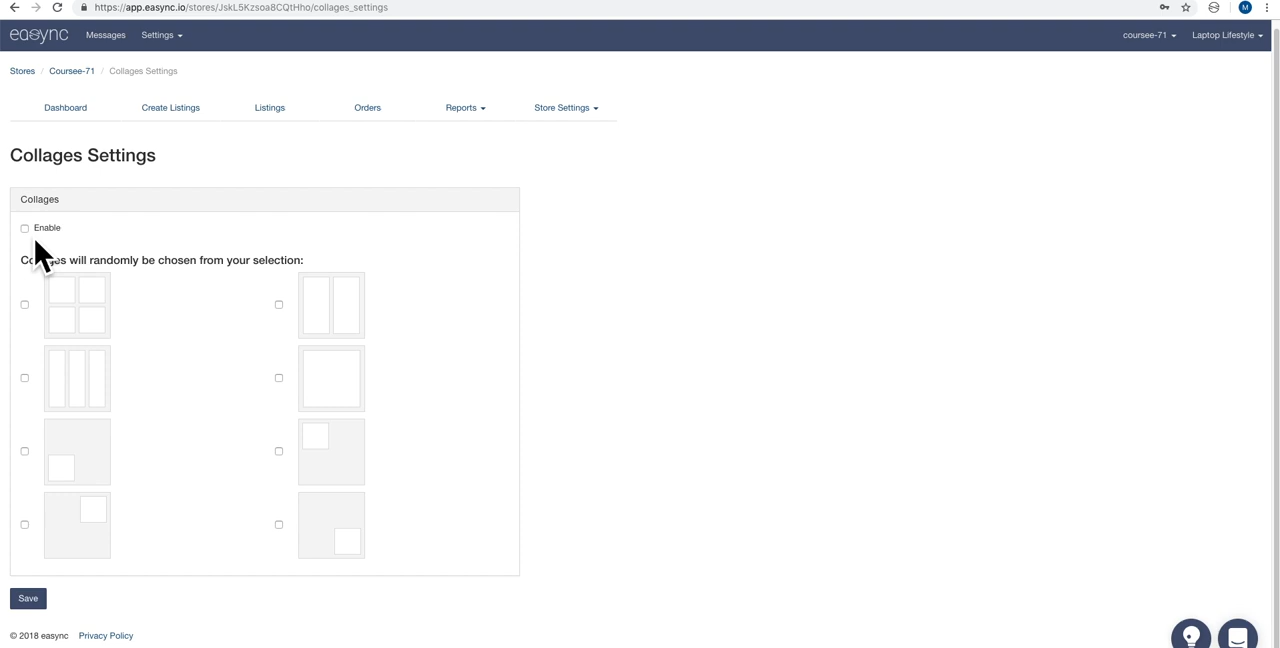 https://app.easync.io/stores/JskL5Kzsoa8CQtHho/collages_settings
M
easync Messages Settings coursee-71 Laptop Lifestyle
Stores / Coursee-71 / Collages Settings
Dashboard Create Listings Listings Orders Reports Store Settings
Collages Settings
Collages
Enable
will randomly be chosen from your selection:
Save
© 2018 easync Privacy Policy